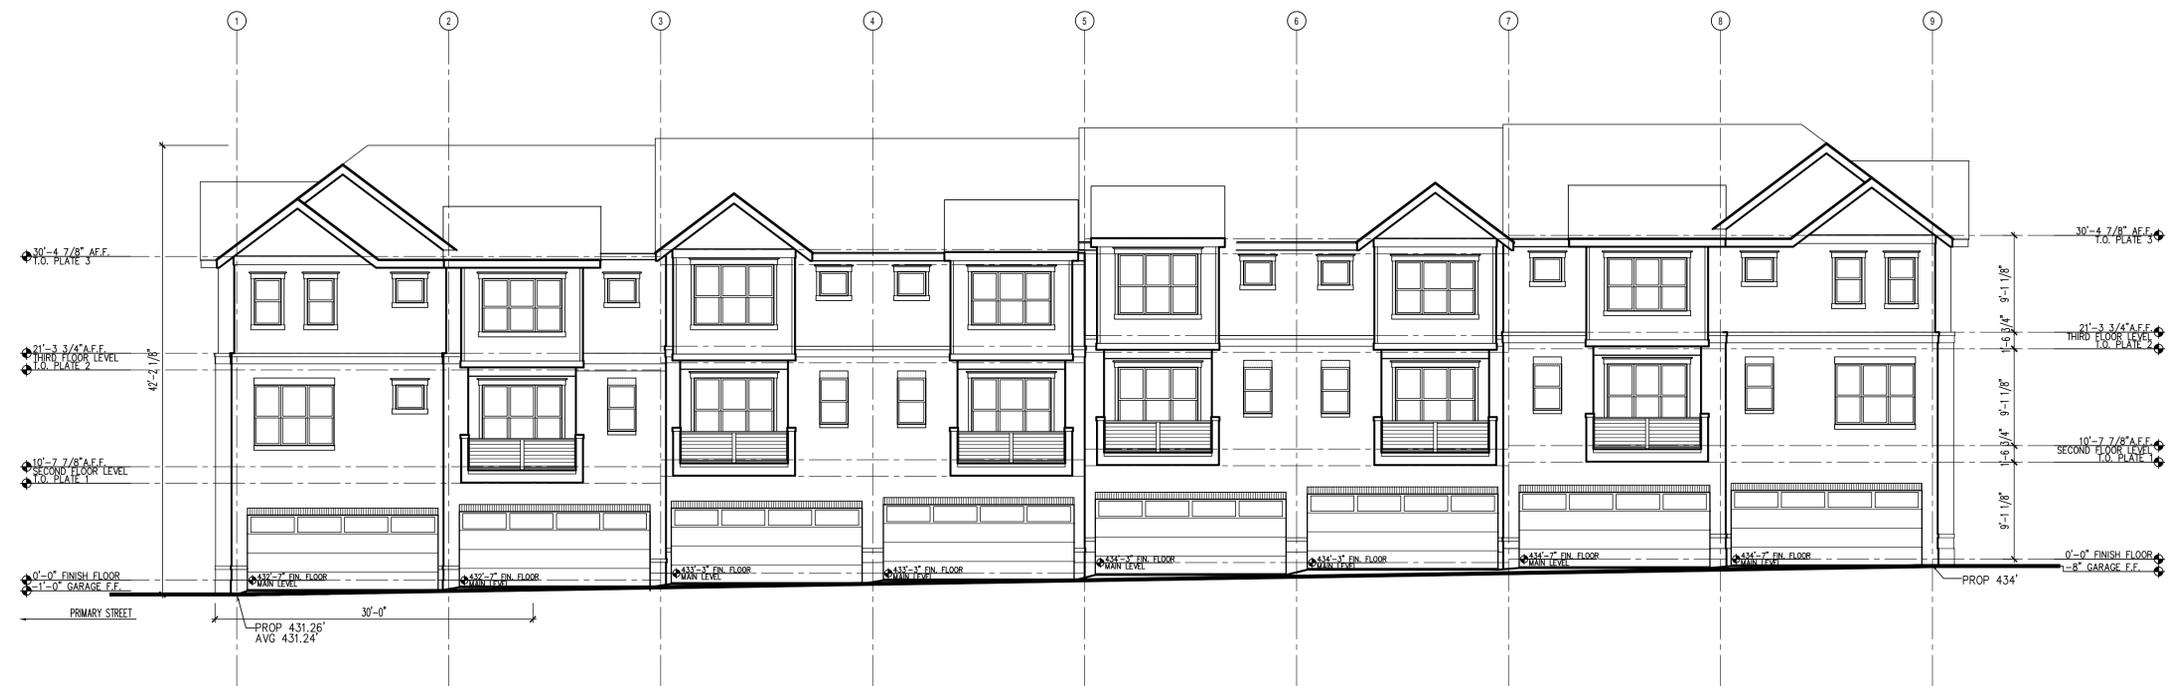 1 2 3 4 5 6 7 8 9
30'-4 7/8" A.F.F.
T.O. PLATE 3
21'-3 3/4"A.F.F.
THIRD FLOOR LEVEL
T.O. PLATE 2
10'-7 7/8"A.F.F.
SECOND FLOOR LEVEL
T.O. PLATE 1
0'-0" FINISH FLOOR
-1'-0" GARAGE F.F.
PRIMARY STREET
42'-2 1/8"
30'-0"
PROP 431.26'
AVG 431.24'
432'-7" FIN. FLOOR
MAIN LEVEL
432'-7" FIN. FLOOR
MAIN LEVEL
433'-3" FIN. FLOOR
MAIN LEVEL
433'-3" FIN. FLOOR
MAIN LEVEL
434'-3" FIN. FLOOR
MAIN LEVEL
434'-3" FIN. FLOOR
MAIN LEVEL
434'-7" FIN. FLOOR
MAIN LEVEL
434'-7" FIN. FLOOR
MAIN LEVEL
PROP 434'
9'-1 1/8"
1'-6 3/4"
9'-1 1/8"
1'-6 3/4"
9'-1 1/8"
30'-4 7/8" A.F.F.
T.O. PLATE 3
21'-3 3/4"A.F.F.
THIRD FLOOR LEVEL
T.O. PLATE 2
10'-7 7/8"A.F.F.
SECOND FLOOR LEVEL
T.O. PLATE 1
0'-0" FINISH FLOOR
-8" GARAGE F.F.